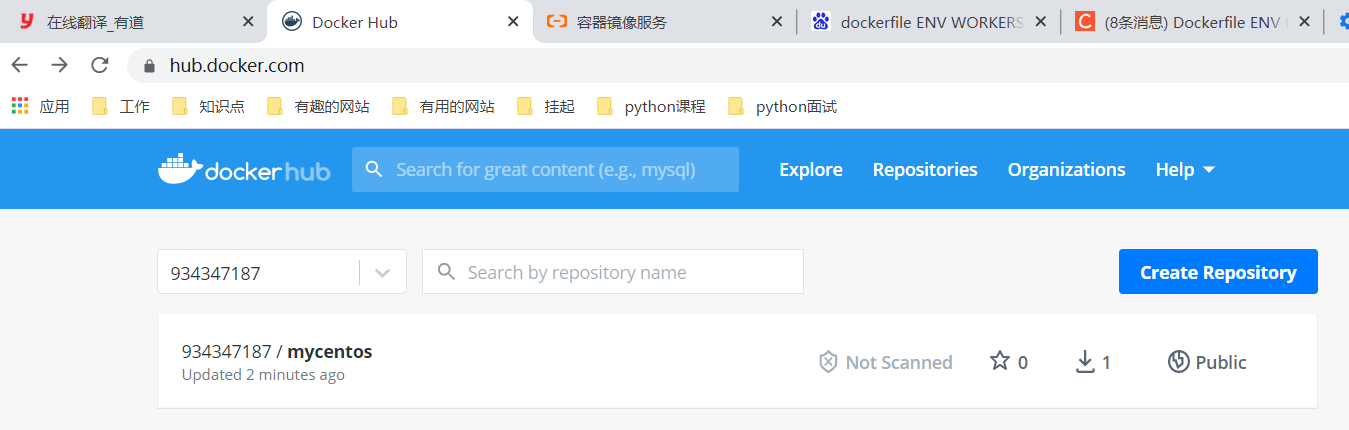 在线翻译_有道 Docker Hub 容器镜像服务 dockerfile ENV WORKERS (8条消息) Dockerfile ENV
hub.docker.com
应用 工作 知识点 有趣的网站 有用的网站 挂起 python课程 python面试
docker hub Search for great content (e.g., mysql) Explore Repositories Organizations Help
934347187 Search by repository name Create Repository
934347187 / mycentos
Updated 2 minutes ago
Not Scanned 0 1 Public